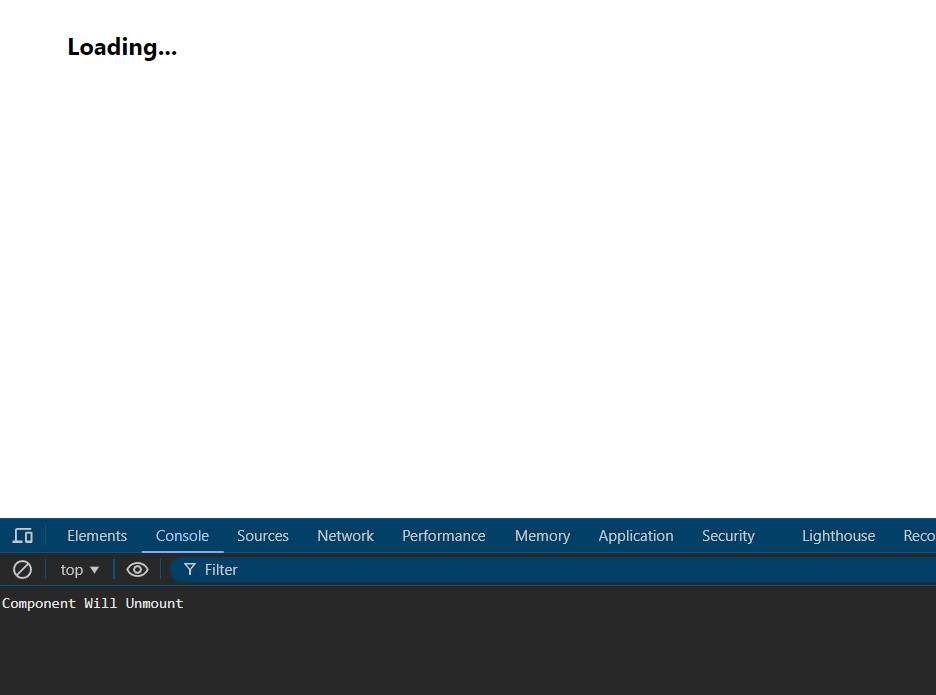 Loading...
Elements Console Sources Network Performance Memory Application Security Lighthouse Reco
top Filter
Component Will Unmount